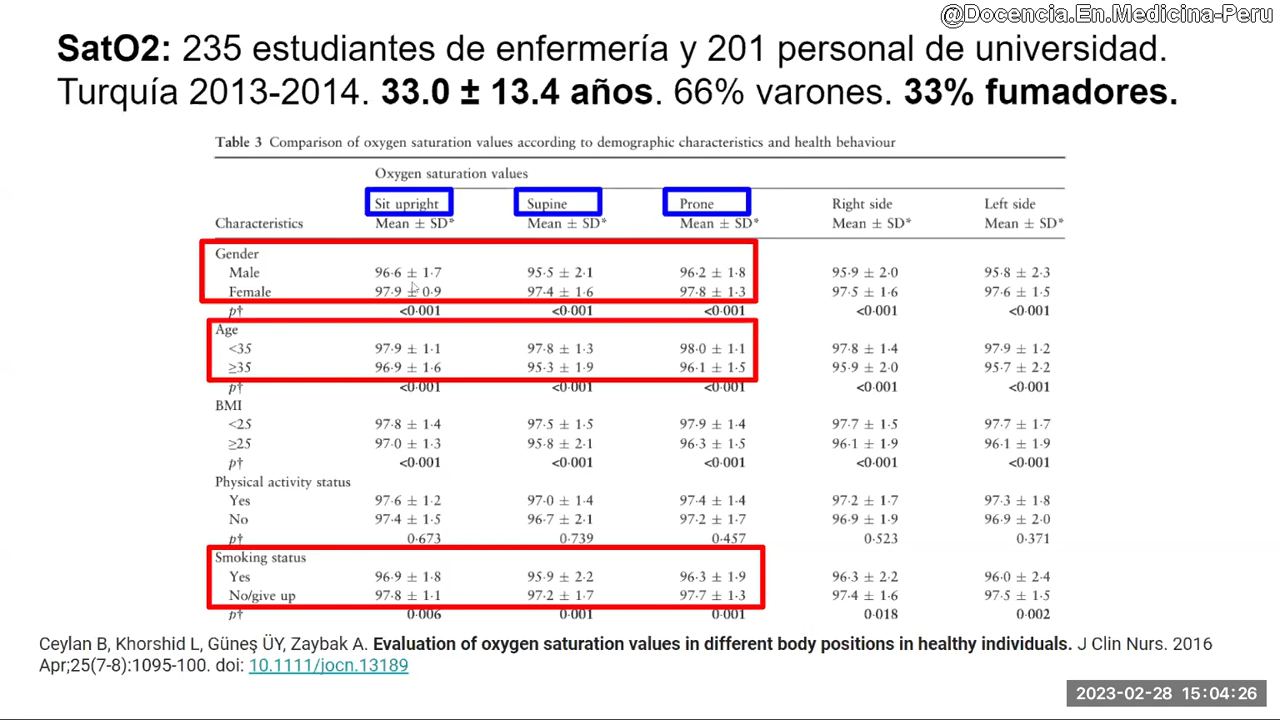 @Docencia.En.Medicina-Peru
SatO2: 235 estudiantes de enfermería y 201 personal de universidad.
Turquía 2013-2014. 33.0 ± 13.4 años. 66% varones. 33% fumadores.
Table 3 Comparison of oxygen saturation values according to demographic characteristics and health behaviour
Oxygen saturation values
Sit upright Supine Prone Right side Left side
Characteristics Mean ± SD* Mean ± SD* Mean ± SD* Mean ± SD* Mean ± SD*
Gender
Male 96·6 ± 1·7 95·5 ± 2·1 96·2 ± 1·8 95·9 ± 2·0 95·8 ± 2·3
Female 97·9 ± 0·9 97·4 ± 1·6 97·8 ± 1·3 97·5 ± 1·6 97·6 ± 1·5
p† <0·001 <0·001 <0·001 <0·001 <0·001
Age
<35 97·9 ± 1·1 97·8 ± 1·3 98·0 ± 1·1 97·8 ± 1·4 97·9 ± 1·2
≥35 96·9 ± 1·6 95·3 ± 1·9 96·1 ± 1·5 95·9 ± 2·0 95·7 ± 2·2
p† <0·001 <0·001 <0·001 <0·001 <0·001
BMI
<25 97·8 ± 1·4 97·5 ± 1·5 97·9 ± 1·4 97·7 ± 1·5 97·7 ± 1·7
≥25 97·0 ± 1·3 95·8 ± 2·1 96·3 ± 1·5 96·1 ± 1·9 96·1 ± 1·9
p† <0·001 <0·001 <0·001 <0·001 <0·001
Physical activity status
Yes 97·6 ± 1·2 97·0 ± 1·4 97·4 ± 1·4 97·2 ± 1·7 97·3 ± 1·8
No 97·4 ± 1·5 96·7 ± 2·1 97·2 ± 1·7 96·9 ± 1·9 96·9 ± 2·0
p† 0·673 0·739 0·457 0·523 0·371
Smoking status
Yes 96·9 ± 1·8 95·9 ± 2·2 96·3 ± 1·9 96·3 ± 2·2 96·0 ± 2·4
No/give up 97·8 ± 1·1 97·2 ± 1·7 97·7 ± 1·3 97·4 ± 1·6 97·5 ± 1·5
p† 0·006 0·001 0·001 0·018 0·002
Ceylan B, Khorshid L, Güneş ÜY, Zaybak A. Evaluation of oxygen saturation values in different body positions in healthy individuals. J Clin Nurs. 2016
Apr;25(7-8):1095-100. doi: 10.1111/jocn.13189
2023-02-28 15:04:26